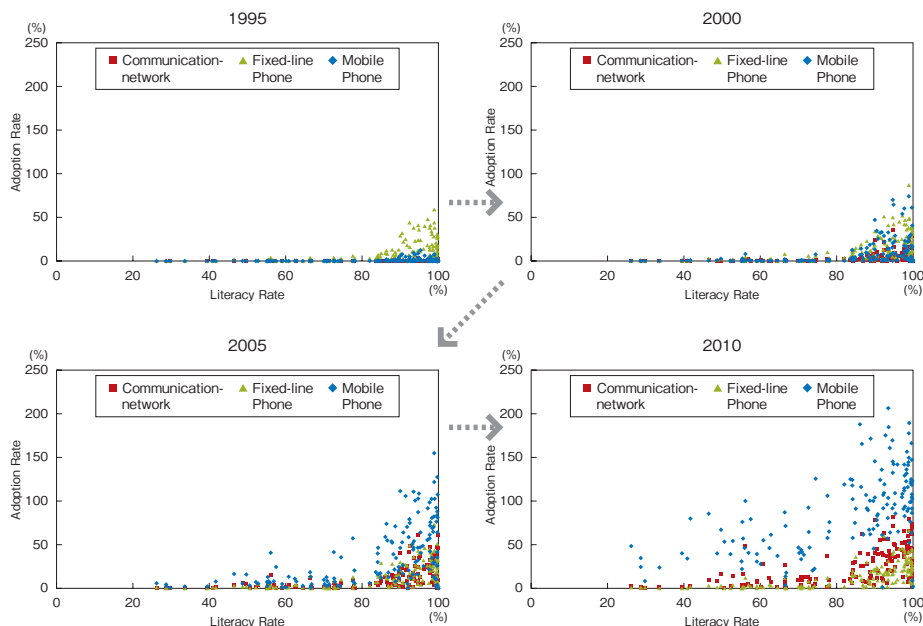 1995
(%)
250
200
150
100
50
0
Adoption Rate
Communication-
network
Fixed-line
Phone
Mobile
Phone
0 20 40 60 80 100
Literacy Rate
(%)
2000
(%)
250
200
150
100
50
0
Adoption Rate
Communication-
network
Fixed-line
Phone
Mobile
Phone
0 20 40 60 80 100
Literacy Rate
(%)
2005
(%)
250
200
150
100
50
0
Adoption Rate
Communication-
network
Fixed-line
Phone
Mobile
Phone
0 20 40 60 80 100
Literacy Rate
(%)
2010
(%)
250
200
150
100
50
0
Adoption Rate
Communication-
network
Fixed-line
Phone
Mobile
Phone
0 20 40 60 80 100
Literacy Rate
(%)